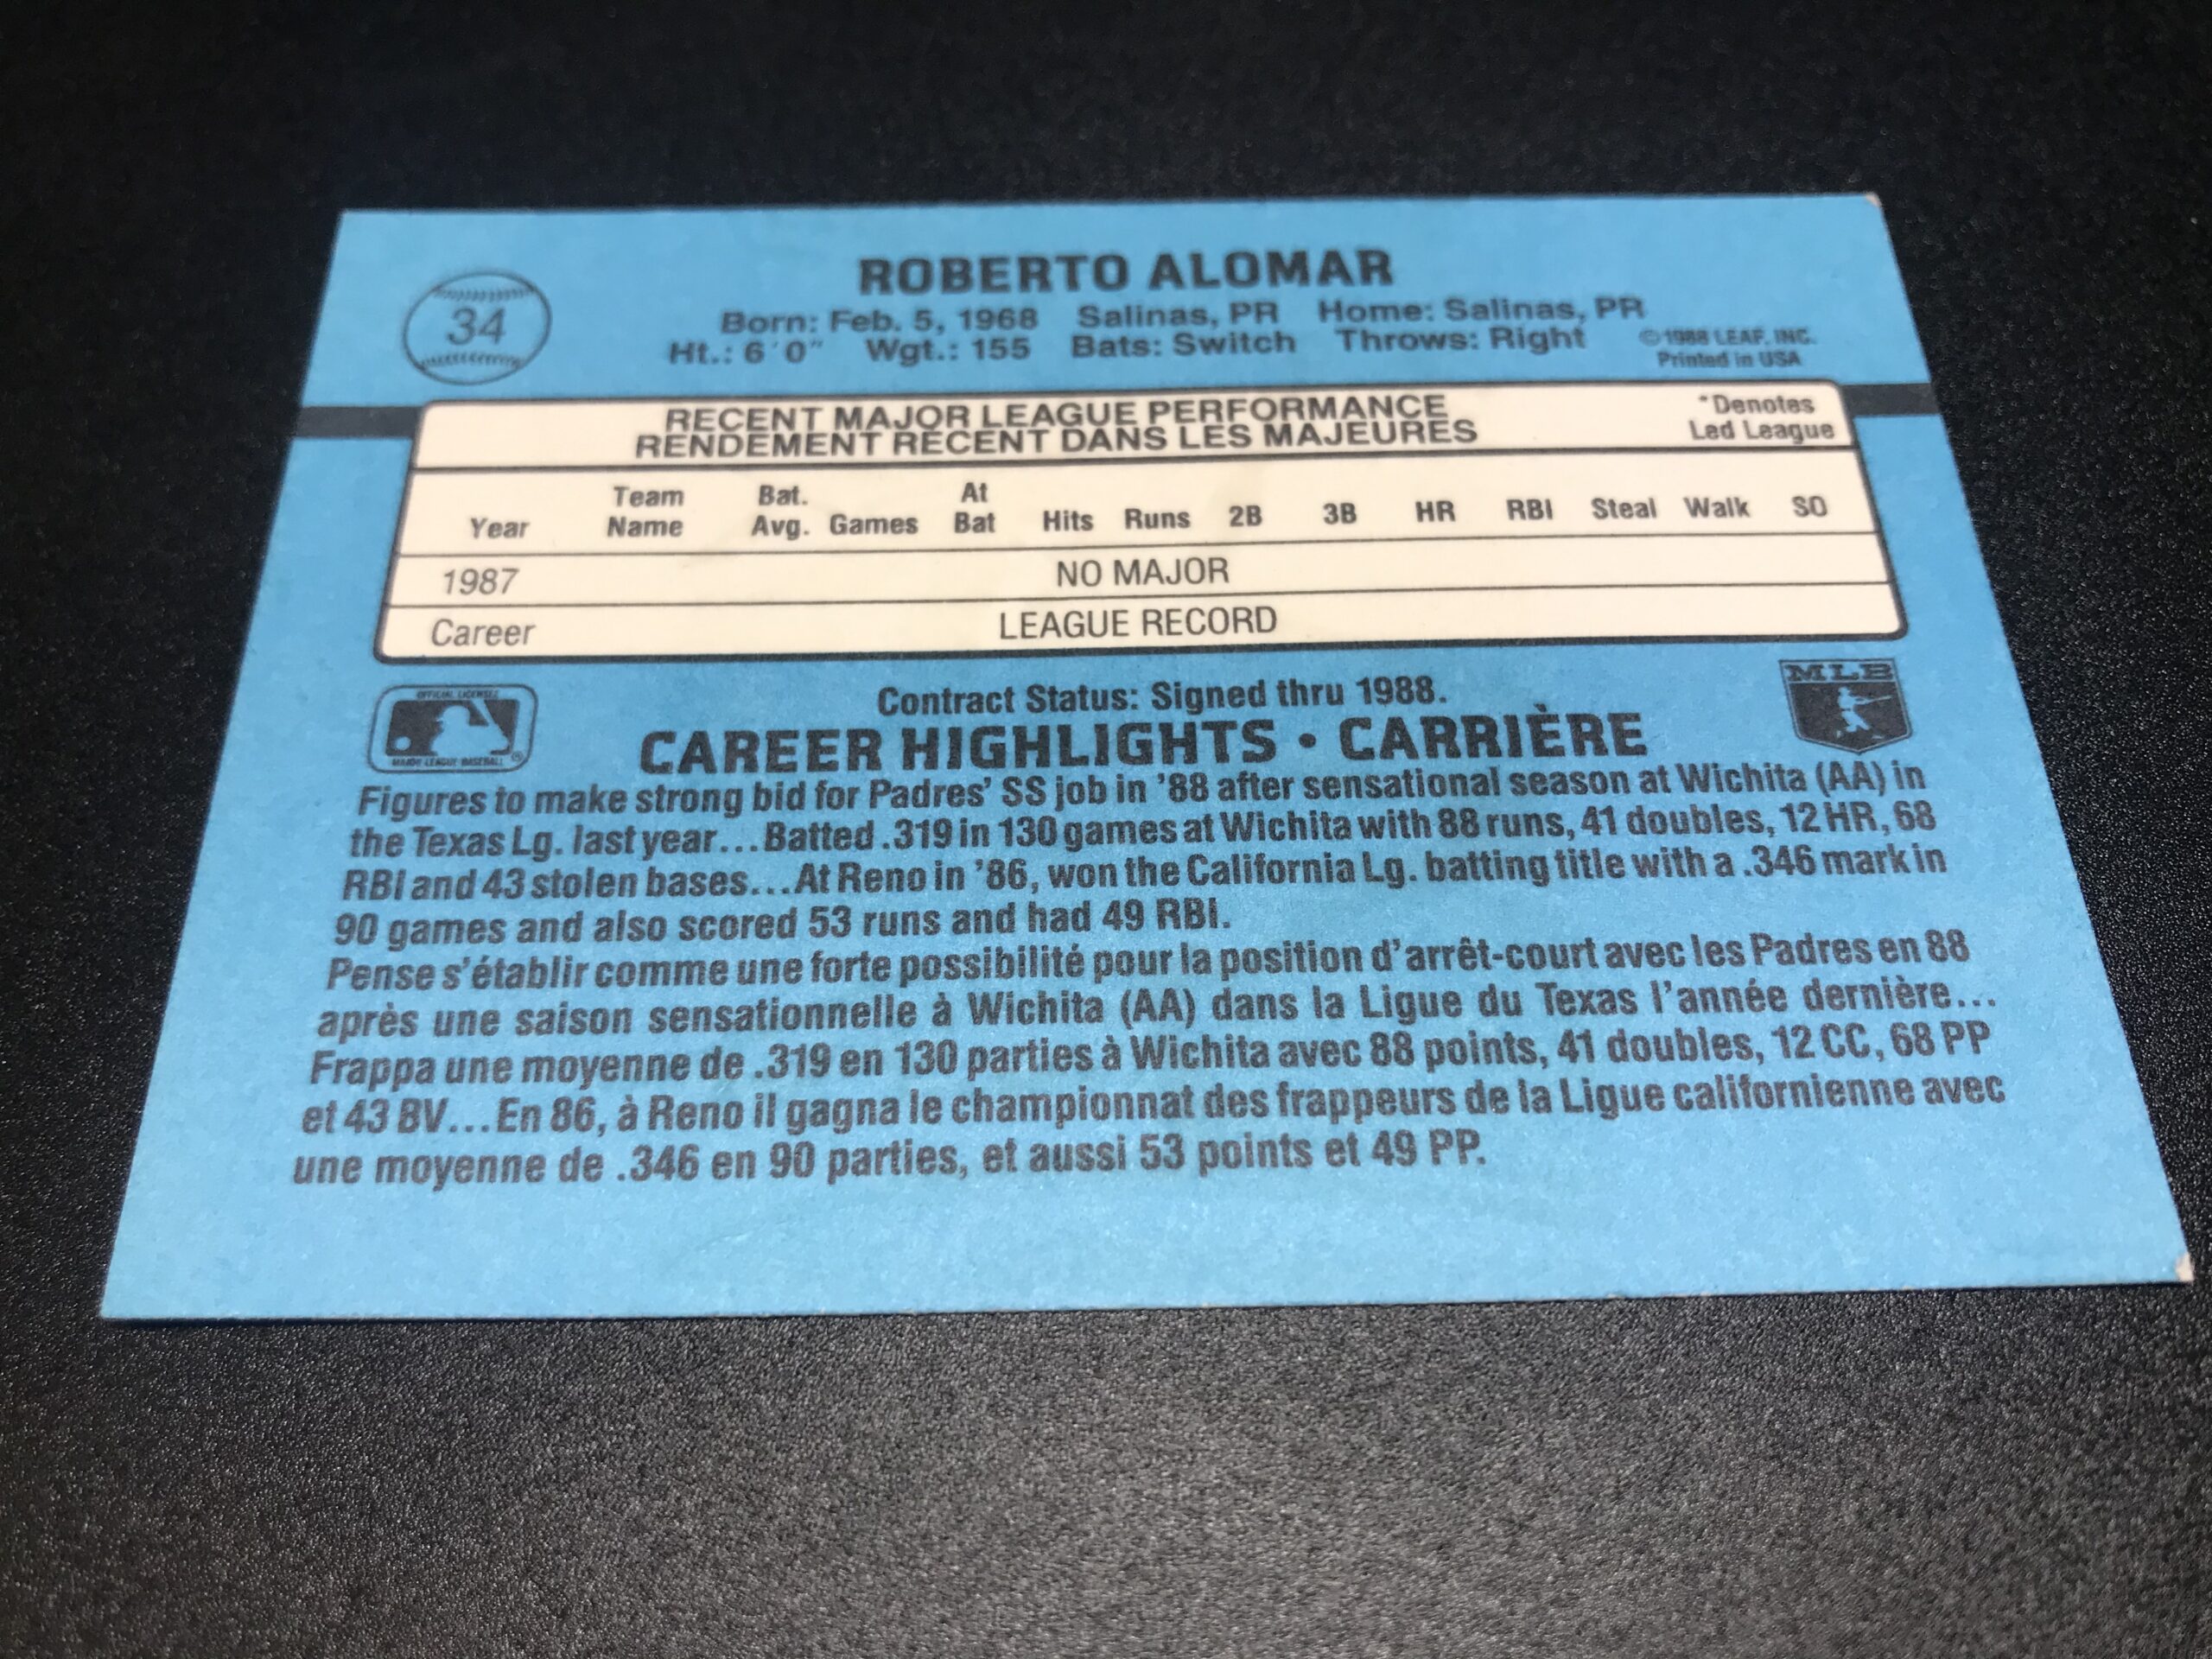 ROBERTO ALOMAR
34
Born: Feb. 5, 1968 Salinas, PR Home: Salinas, PR
Ht.: 6'0" Wgt.: 155 Bats: Switch Throws: Right
©1988 LEAF, INC.
Printed in USA
RECENT MAJOR LEAGUE PERFORMANCE
RENDEMENT RECENT DANS LES MAJEURES
*Denotes
Led League
Year Team Name Bat. Avg. Games At Bat Hits Runs 2B 3B HR RBI Steal Walk SO
1987 NO MAJOR
Career LEAGUE RECORD
OFFICIAL LICENSEE
MAJOR LEAGUE BASEBALL ®
MLB
Contract Status: Signed thru 1988.
CAREER HIGHLIGHTS • CARRIÈRE
Figures to make strong bid for Padres' SS job in '88 after sensational season at Wichita (AA) in
the Texas Lg. last year...Batted .319 in 130 games at Wichita with 88 runs, 41 doubles, 12 HR, 68
RBI and 43 stolen bases...At Reno in '86, won the California Lg. batting title with a .346 mark in
90 games and also scored 53 runs and had 49 RBI.
Pense s'établir comme une forte possibilité pour la position d'arrêt-court avec les Padres en 88
après une saison sensationnelle à Wichita (AA) dans la Ligue du Texas l'année dernière...
Frappa une moyenne de .319 en 130 parties à Wichita avec 88 points, 41 doubles, 12 CC, 68 PP
et 43 BV...En 86, à Reno il gagna le championnat des frappeurs de la Ligue californienne avec
une moyenne de .346 en 90 parties, et aussi 53 points et 49 PP.